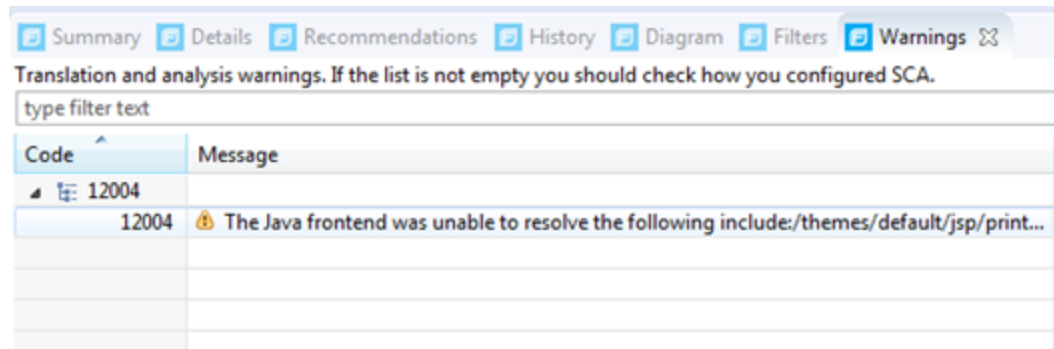 Summary Details Recommendations History Diagram Filters Warnings
Translation and analysis warnings. If the list is not empty you should check how you configured SCA.
type filter text
Code Message
12004
12004 The Java frontend was unable to resolve the following include:/themes/default/jsp/print...